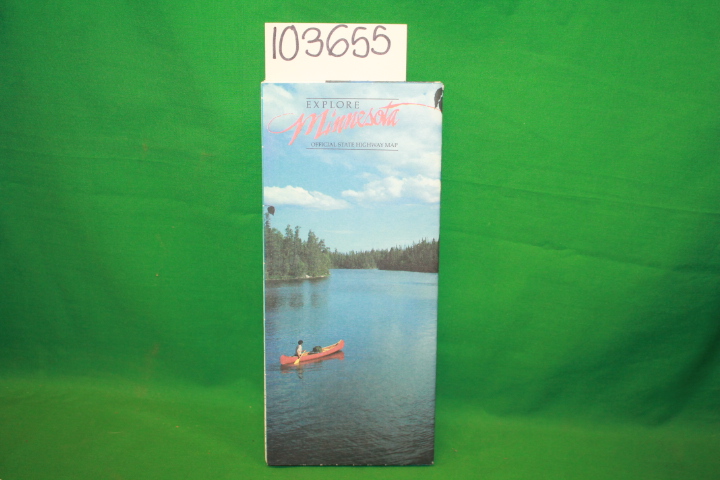 103655
EXPLORE
Minnesota
OFFICIAL STATE HIGHWAY MAP